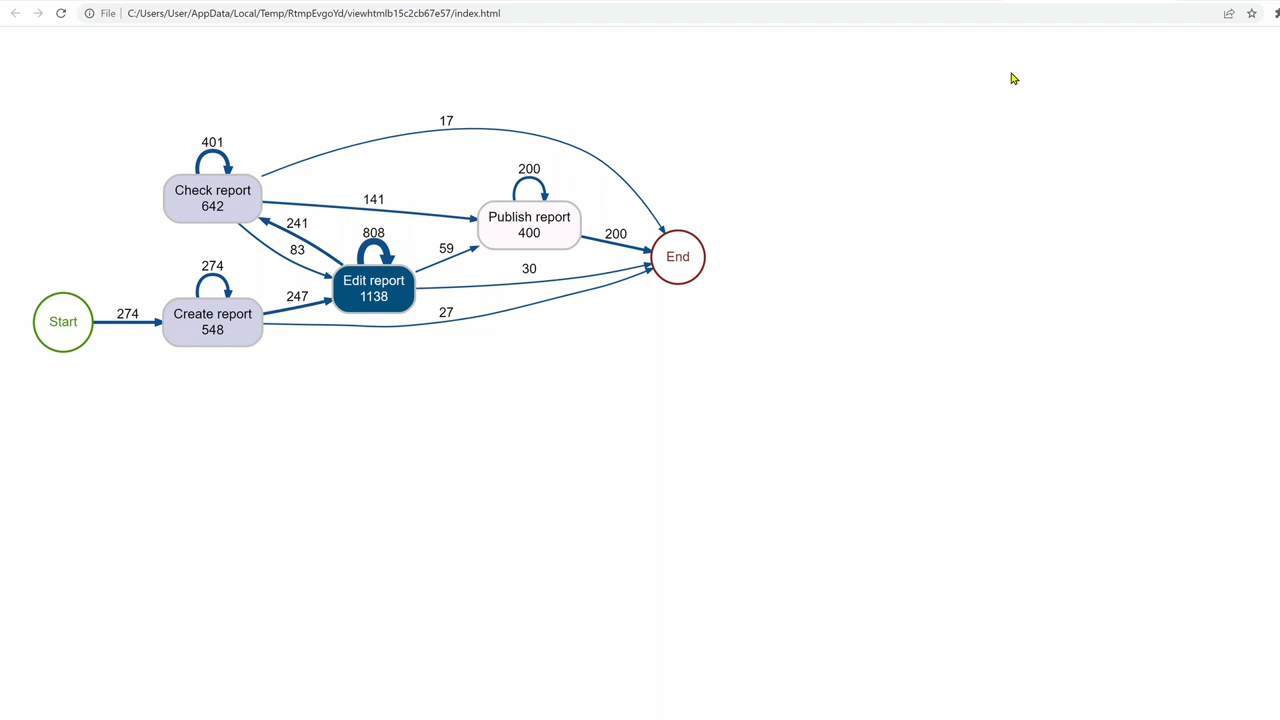 File
C:/Users/User/AppData/Local/Temp/RtmpEvgoYd/viewhtmlb15c2cb67e57/index.html
17
401
Check report
642
141
200
Publish report
400
241
83
808
59
200
End
Edit report
1138
30
274
247
27
Start
274
Create report
548